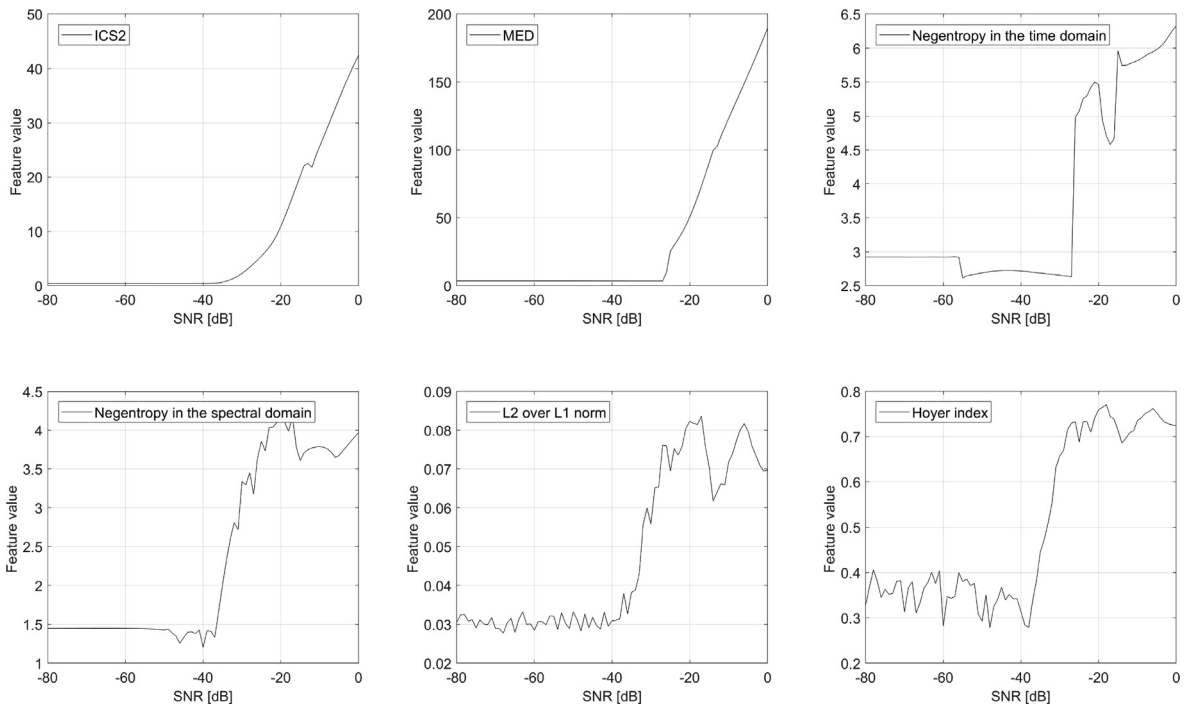 ICS2
50
40
30
20
10
0
-80 -60 -40 -20 0
SNR [dB]
Feature value
MED
200
150
100
50
0
-80 -60 -40 -20 0
SNR [dB]
Feature value
Negentropy in the time domain
6.5
6
5.5
5
4.5
4
3.5
3
2.5
-80 -60 -40 -20 0
SNR [dB]
Feature value
Negentropy in the spectral domain
4.5
4
3.5
3
2.5
2
1.5
1
-80 -60 -40 -20 0
SNR [dB]
Feature value
L2 over L1 norm
0.09
0.08
0.07
0.06
0.05
0.04
0.03
0.02
-80 -60 -40 -20 0
SNR [dB]
Feature value
Hoyer index
0.8
0.7
0.6
0.5
0.4
0.3
0.2
-80 -60 -40 -20 0
SNR [dB]
Feature value